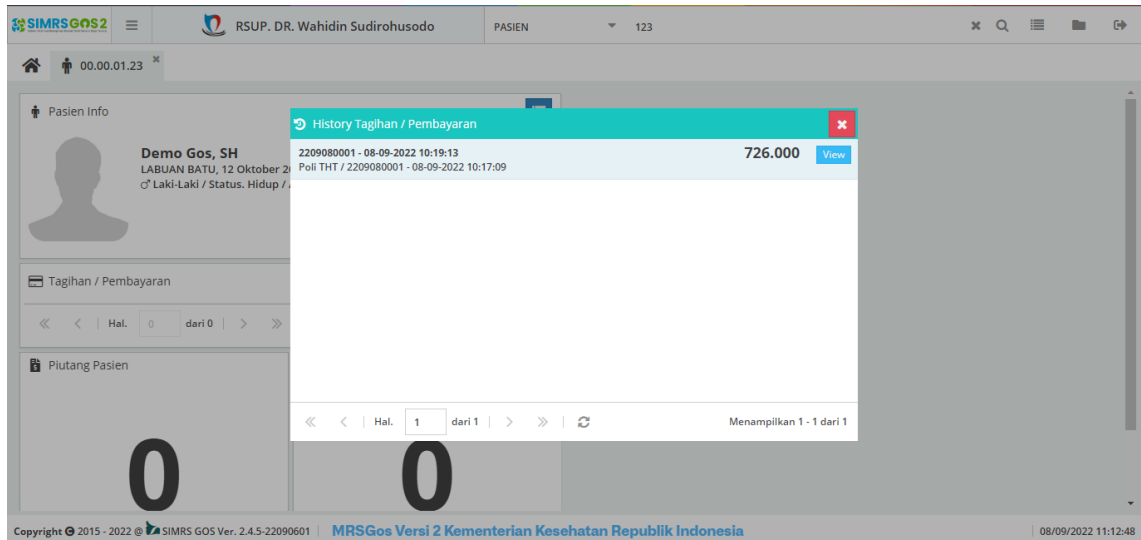 SIMRSGOS2 RSUP. DR. Wahidin Sudirohusodo PASIEN 123
00.00.01.23
Pasien Info
Demo Gos, SH
LABUAN BATU, 12 Oktober
Laki-Laki / Status. Hidup /
History Tagihan / Pembayaran
2209080001 - 08-09-2022 10:19:13 726.000 View
Poli THT / 2209080001 - 08-09-2022 10:17:09
Tagihan / Pembayaran
Hal. 0 dari 0
Piutang Pasien
0 0
Hal. 1 dari 1 Menampilkan 1 - 1 dari 1
Copyright 2015 - 2022 @ SIMRS GOS Ver. 2.4.5-22090601 MRSGos Versi 2 Kementerian Kesehatan Republik Indonesia 08/09/2022 11:12:48